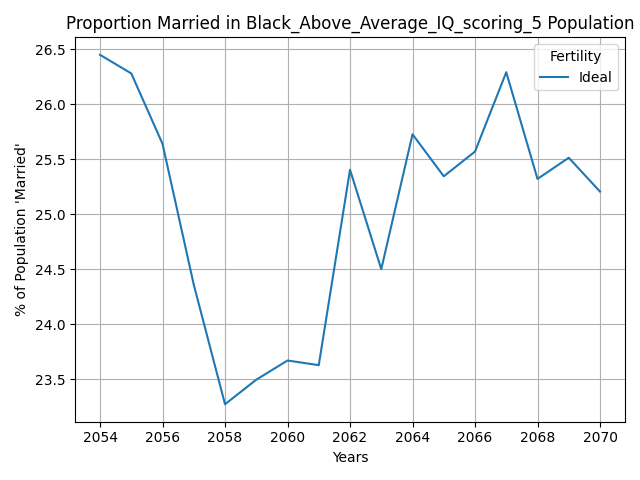 Proportion Married in Black_Above_Average_IQ_scoring_5 Population
Fertility
Ideal
% of Population 'Married'
26.5
26.0
25.5
25.0
24.5
24.0
23.5
2054 2056 2058 2060 2062 2064 2066 2068 2070
Years